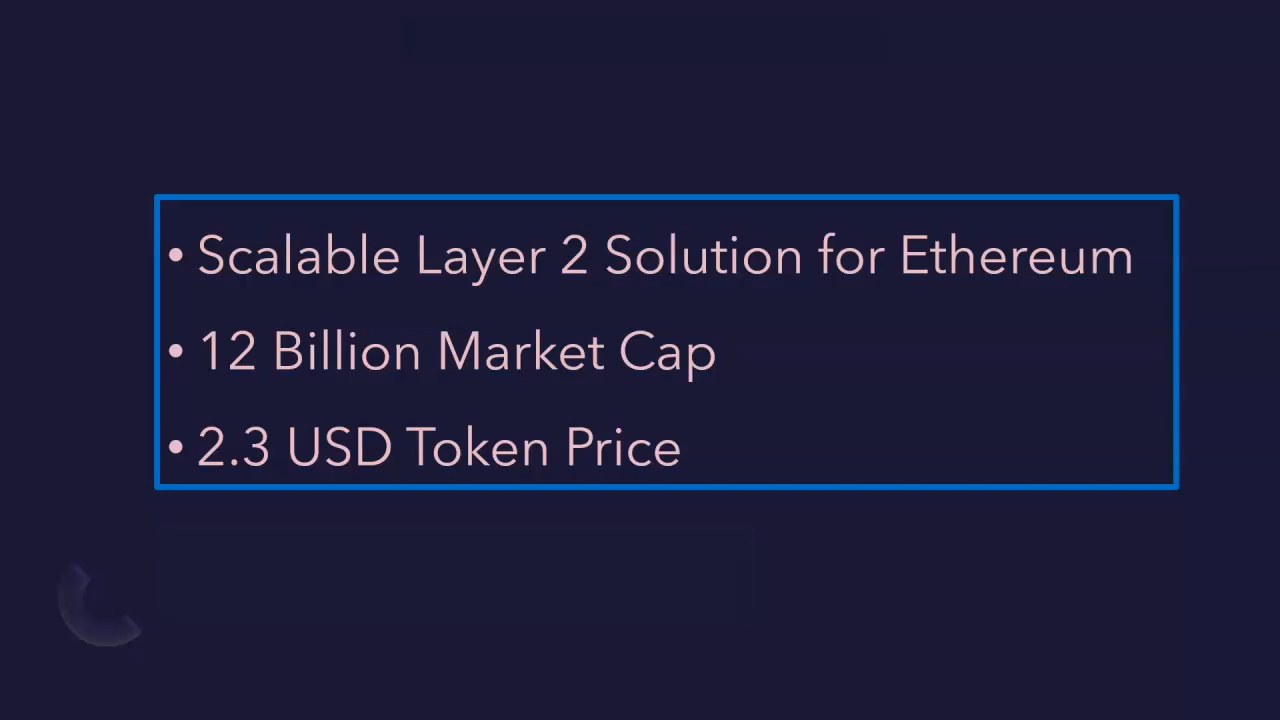 • Scalable Layer 2 Solution for Ethereum
• 12 Billion Market Cap
• 2.3 USD Token Price